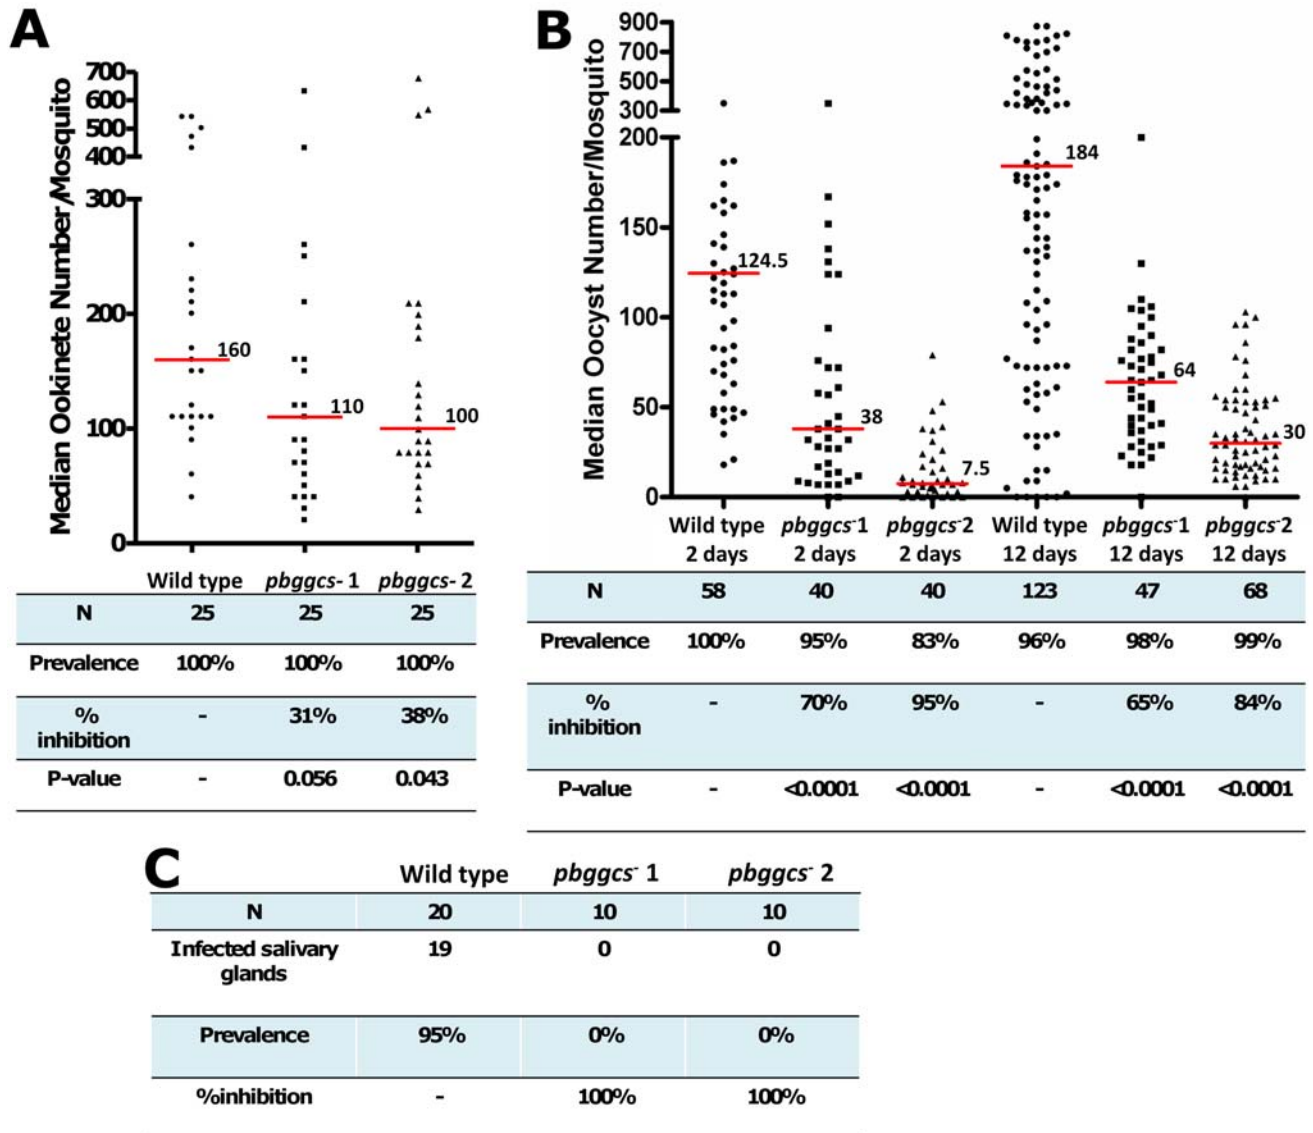 A
Median Ookinete Number/Mosquito
700
600
500
400
300
200
100
0
160
110
100
Wild type pbggcs- 1 pbggcs- 2
N 25 25 25
Prevalence 100% 100% 100%
% inhibition - 31% 38%
P-value - 0.056 0.043
B
Median Oocyst Number/Mosquito
900
700
500
300
200
150
100
50
0
124.5
38
7.5
184
64
30
Wild type pbggcs-1 pbggcs-2 Wild type pbggcs-1 pbggcs-2
2 days 2 days 2 days 12 days 12 days 12 days
N 58 40 40 123 47 68
Prevalence 100% 95% 83% 96% 98% 99%
% inhibition - 70% 95% - 65% 84%
P-value - <0.0001 <0.0001 - <0.0001 <0.0001
C
Wild type pbggcs- 1 pbggcs- 2
N 20 10 10
Infected salivary glands 19 0 0
Prevalence 95% 0% 0%
%inhibition - 100% 100%